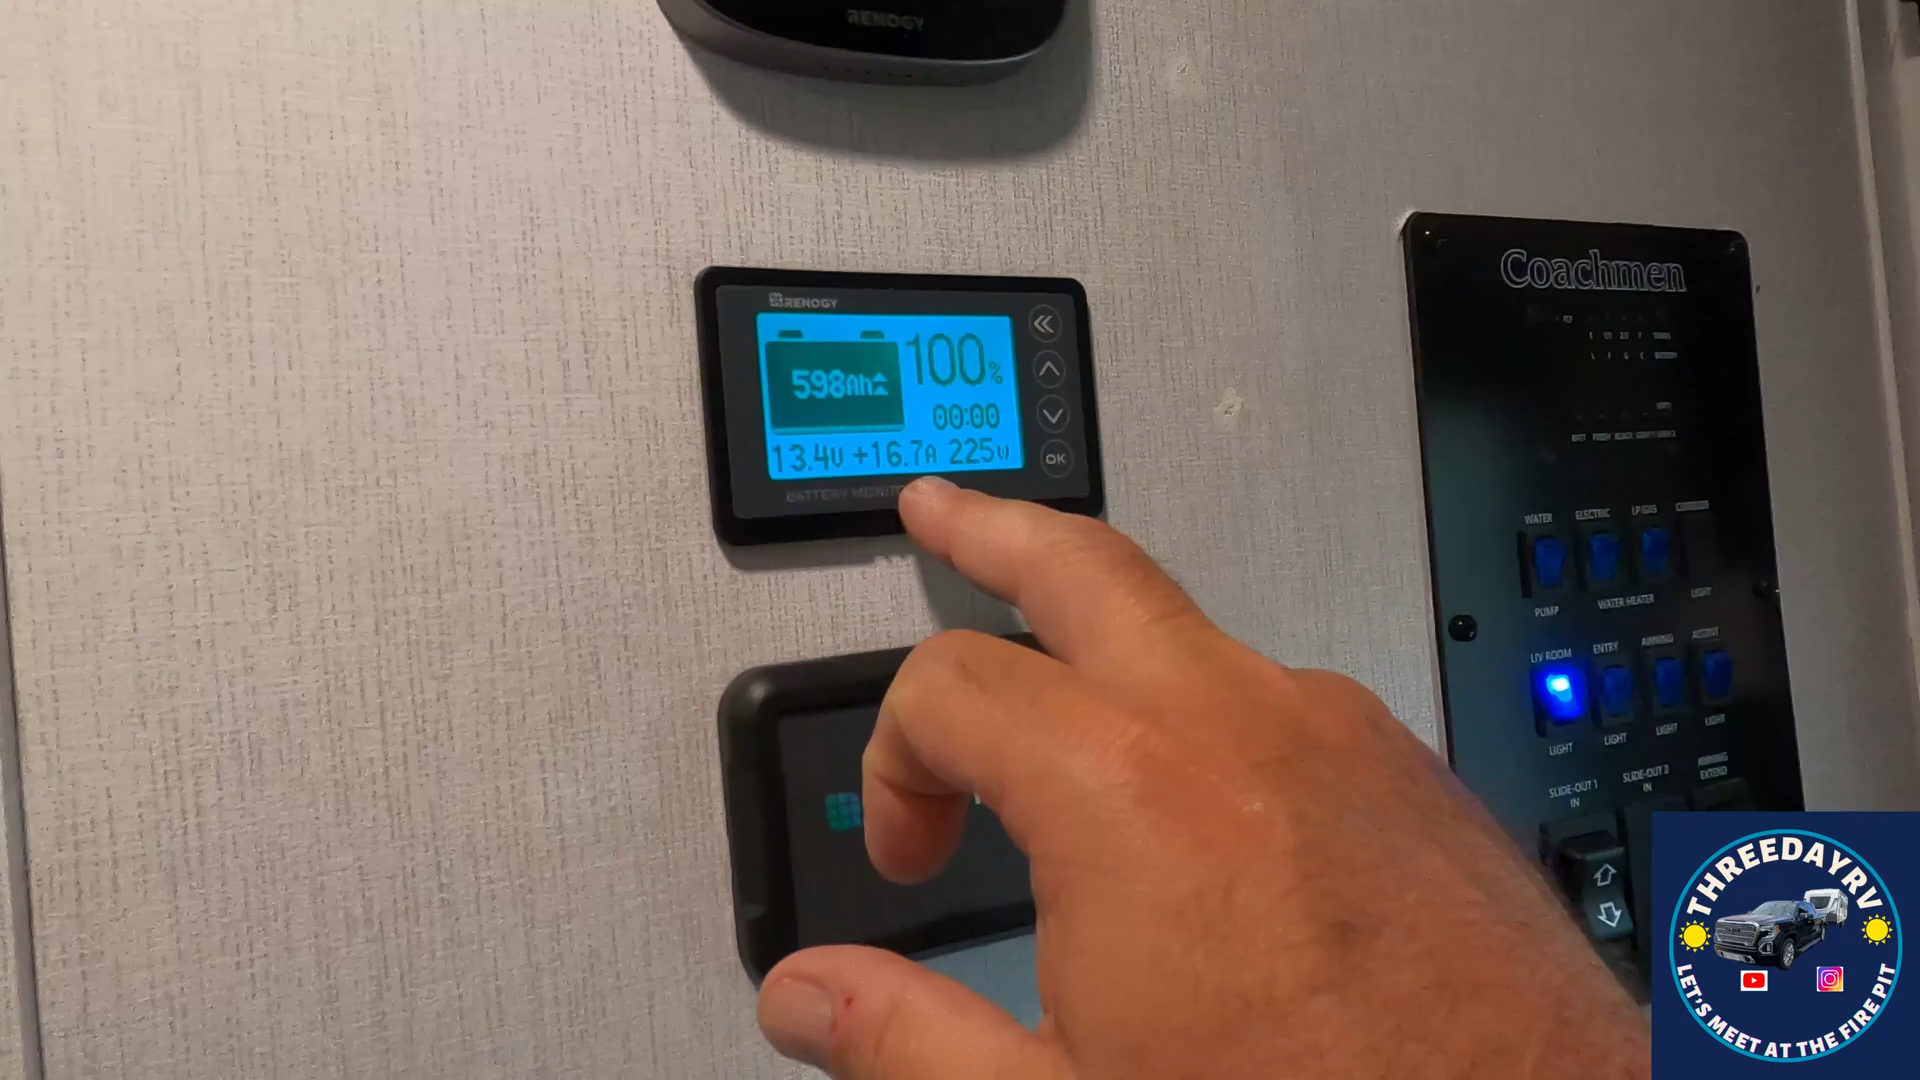 RENOGY
RENOGY
598Ah
100%
00:00
13.4V +16.7A 225W
OK
BATTERY
Coachmen
WATER ELECTRIC LP/GAS
PUMP WATER HEATER LIGHT
LIV ROOM ENTRY AWNING ACCENT
LIGHT LIGHT LIGHT LIGHT
SLIDE-OUT 1 SLIDE-OUT 2 AWNING
IN IN EXTEND
THREEDAYRV
LET'S MEET AT THE FIRE PIT